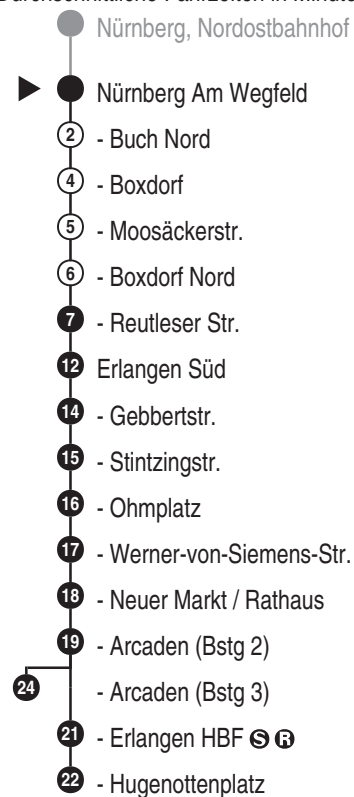 Nürnberg, Nordostbahnhof
Nürnberg Am Wegfeld
2 - Buch Nord
4 - Boxdorf
5 - Moosäckerstr.
6 - Boxdorf Nord
7 - Reutleser Str.
12 Erlangen Süd
14 - Gebbertstr.
15 - Stintzingstr.
16 - Ohmplatz
17 - Werner-von-Siemens-Str.
18 - Neuer Markt / Rathaus
19 - Arcaden (Bstg 2)
24 - Arcaden (Bstg 3)
21 - Erlangen HBF S R
22 - Hugenottenplatz